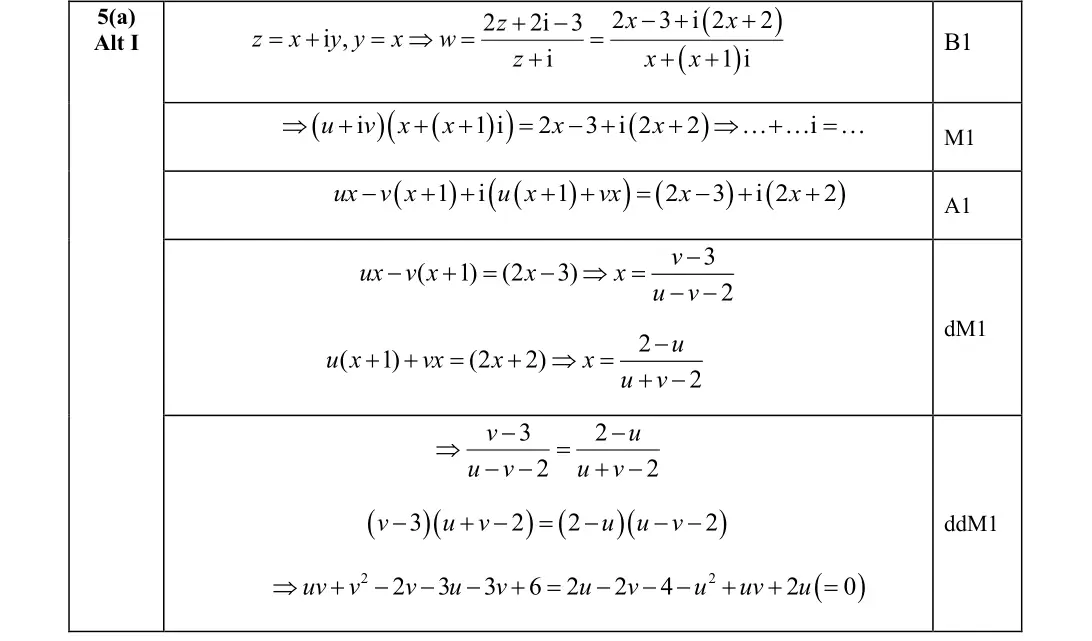 5(a)
Alt I
z = x + iy, y = x ⇒ w = (2z + 2i − 3)/(z + i) = (2x − 3 + i(2x + 2))/(x + (x + 1)i)
B1
⇒ (u + iv)(x + (x + 1)i) = 2x − 3 + i(2x + 2) ⇒ … + …i = …
M1
ux − v(x + 1) + i(u(x + 1) + vx) = (2x − 3) + i(2x + 2)
A1
ux − v(x + 1) = (2x − 3) ⇒ x = (v − 3)/(u − v − 2)
u(x + 1) + vx = (2x + 2) ⇒ x = (2 − u)/(u + v − 2)
dM1
⇒ (v − 3)/(u − v − 2) = (2 − u)/(u + v − 2)
(v − 3)(u + v − 2) = (2 − u)(u − v − 2)
⇒ uv + v² − 2v − 3u − 3v + 6 = 2u − 2v − 4 − u² + uv + 2u (= 0)
ddM1